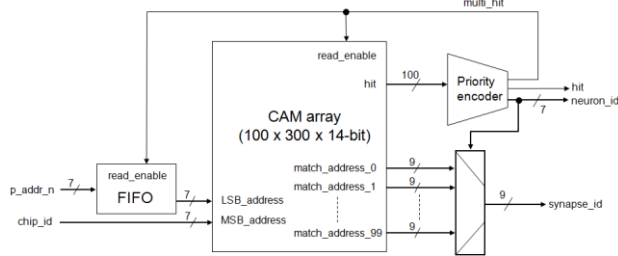 multi_hit
read_enable
hit
100
Priority
encoder
hit
neuron_id
7
CAM array
(100 x 300 x 14-bit)
read_enable
FIFO
p_addr_n
7
7
LSB_address
chip_id
7
MSB_address
match_address_0
9
match_address_1
9
match_address_99
9
9
synapse_id